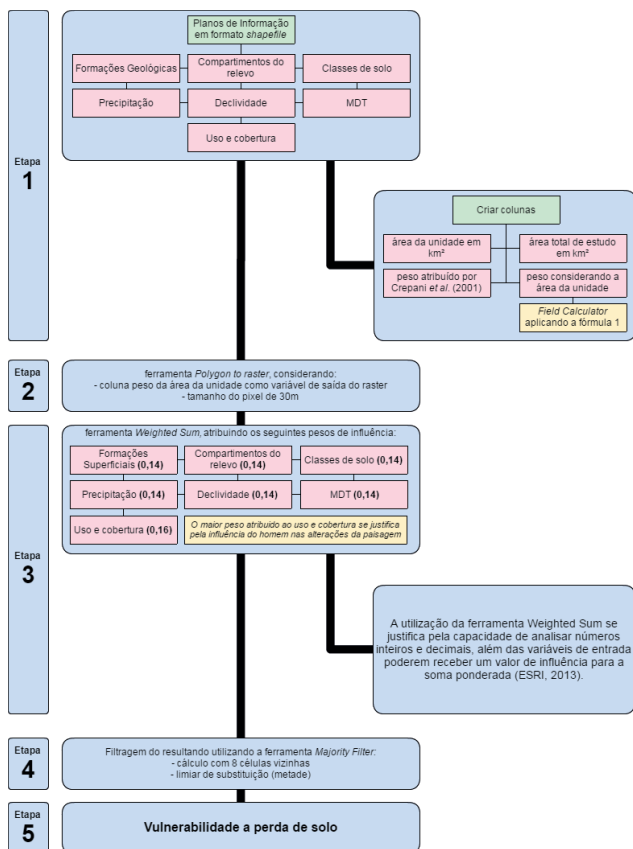 Planos de Informação
em formato shapefile
Formações Geológicas
Compartimentos do
relevo
Classes de solo
Precipitação
Declividade
MDT
Uso e cobertura
Etapa
1
Criar colunas
área da unidade em
km²
área total de estudo
em km²
peso atribuído por
Crepani et al. (2001)
peso considerando a
área da unidade
Field Calculator
aplicando a fórmula 1
Etapa
2
ferramenta Polygon to raster, considerando:
- coluna peso da área da unidade como variável de saída do raster
- tamanho do pixel de 30m
Etapa
3
ferramenta Weighted Sum, atribuindo os seguintes pesos de influência:
Formações
Superficiais (0,14)
Compartimentos do
relevo (0,14)
Classes de solo (0,14)
Precipitação (0,14)
Declividade (0,14)
MDT (0,14)
Uso e cobertura (0,16)
O maior peso atribuído ao uso e cobertura se justifica
pela influência do homem nas alterações da paisagem
A utilização da ferramenta Weighted Sum se
justifica pela capacidade de analisar números
inteiros e decimais, além das variáveis de entrada
poderem receber um valor de influência para a
soma ponderada (ESRI, 2013).
Etapa
4
Filtragem do resultando utilizando a ferramenta Majority Filter:
- cálculo com 8 células vizinhas
- limiar de substituição (metade)
Etapa
5
Vulnerabilidade a perda de solo